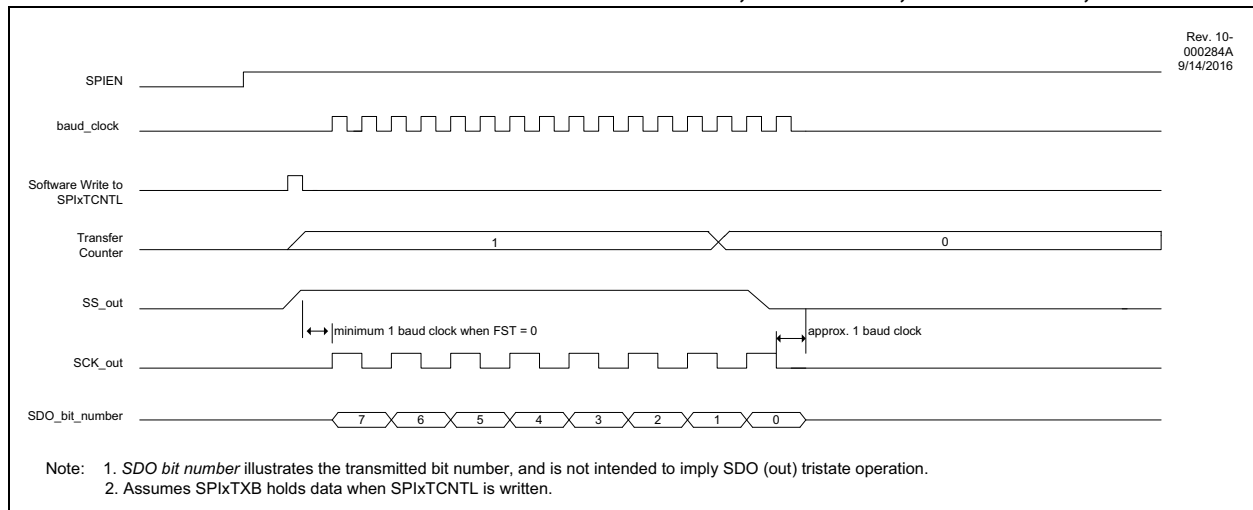 Rev. 10-
000284A
9/14/2016
SPIEN
baud_clock
Software Write to
SPIxTCNTL
Transfer
Counter
1
0
SS_out
minimum 1 baud clock when FST = 0
approx. 1 baud clock
SCK_out
SDO_bit_number
7
6
5
4
3
2
1
0
Note: 1. SDO bit number illustrates the transmitted bit number, and is not intended to imply SDO (out) tristate operation.
2. Assumes SPIxTXB holds data when SPIxTCNTL is written.